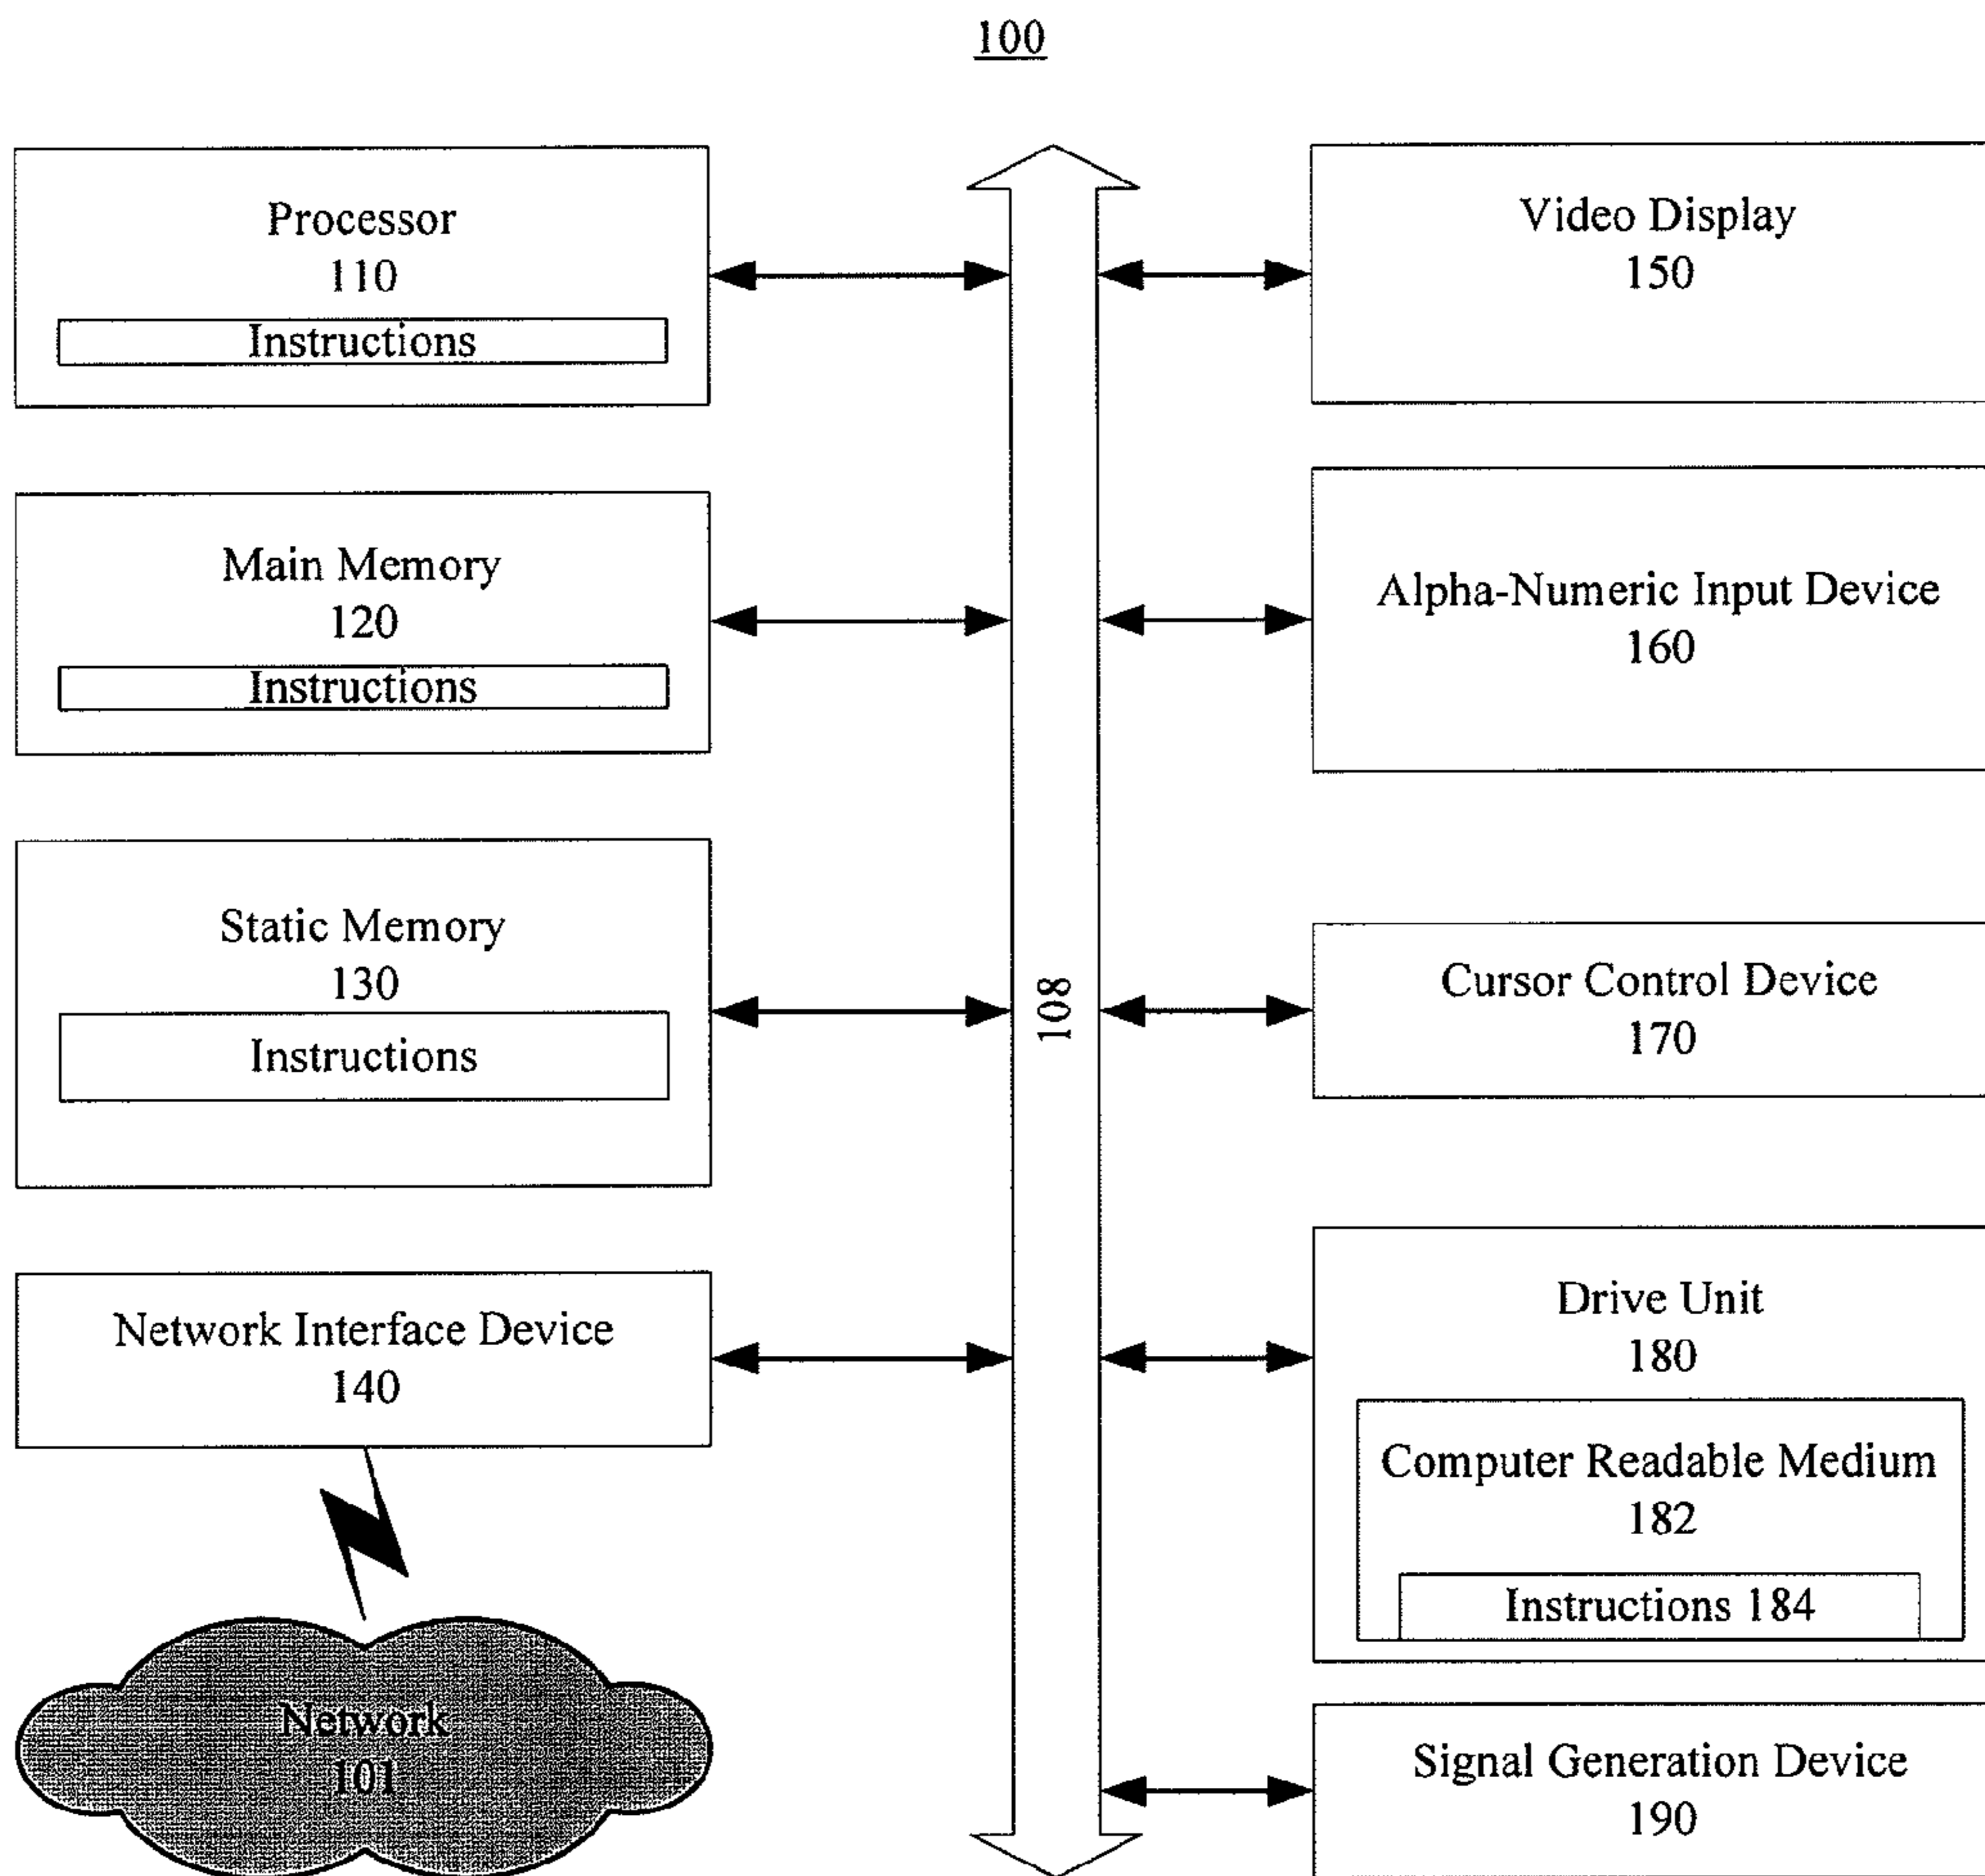 100
Processor
110
Instructions
Main Memory
120
Instructions
Static Memory
130
Instructions
Network Interface Device
140
Network
101
108
Video Display
150
Alpha-Numeric Input Device
160
Cursor Control Device
170
Drive Unit
180
Computer Readable Medium
182
Instructions 184
Signal Generation Device
190